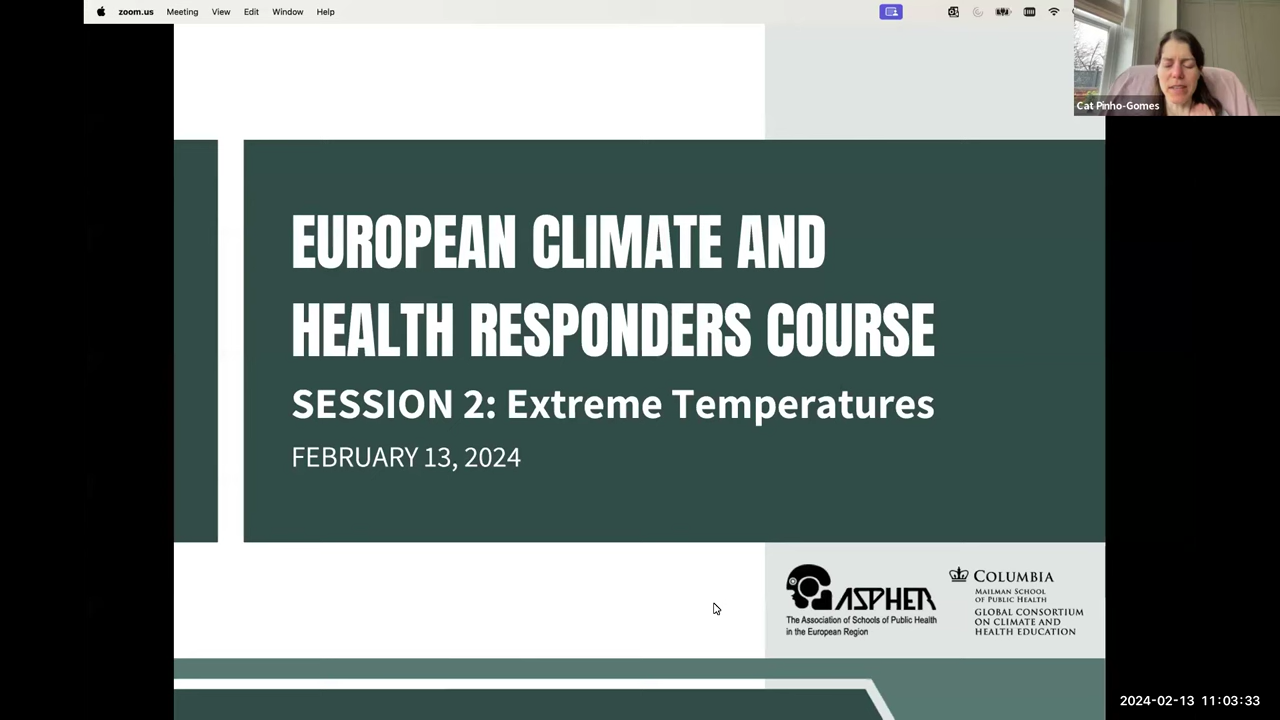 zoom.us Meeting View Edit Window Help
Cat Pinho-Gomes
EUROPEAN CLIMATE AND
HEALTH RESPONDERS COURSE
SESSION 2: Extreme Temperatures
FEBRUARY 13, 2024
ASPHER
The Association of Schools of Public Health
in the European Region
COLUMBIA
MAILMAN SCHOOL
OF PUBLIC HEALTH
GLOBAL CONSORTIUM
ON CLIMATE AND
HEALTH EDUCATION
2024-02-13 11:03:33